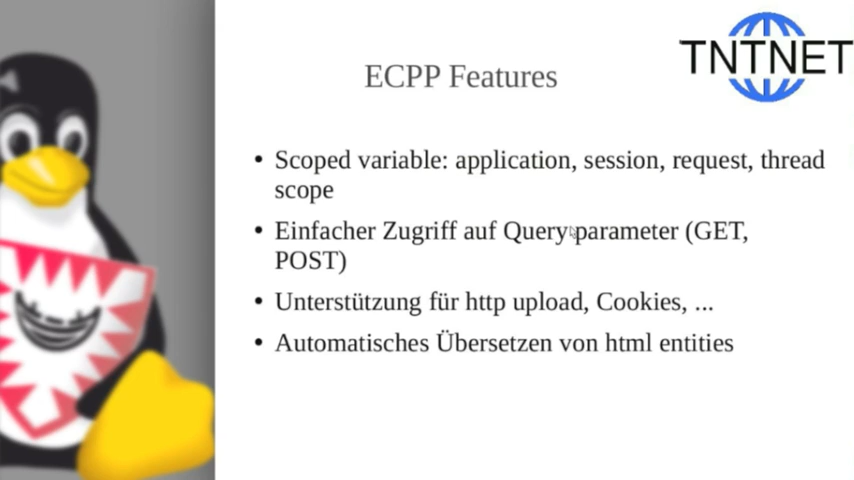 TNTNET
ECPP Features
• Scoped variable: application, session, request, thread
scope
• Einfacher Zugriff auf Queryparameter (GET,
POST)
• Unterstützung für http upload, Cookies, ...
• Automatisches Übersetzen von html entities